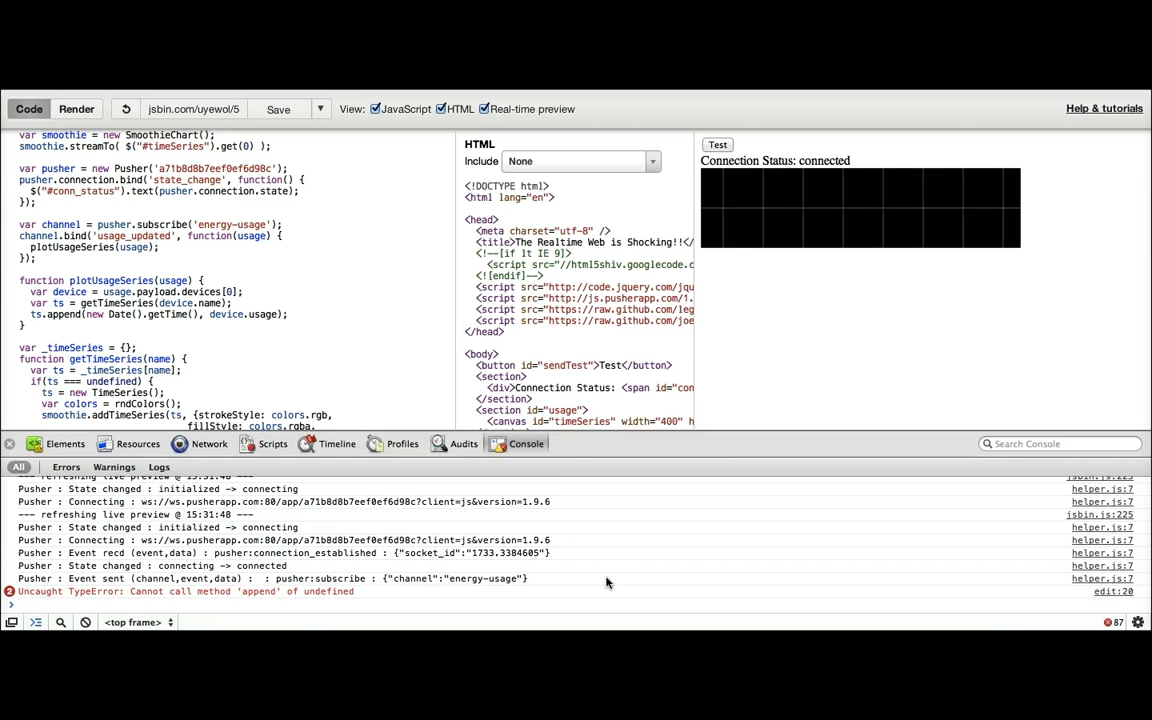 Code Render jsbin.com/uyewol/5 Save View: JavaScript HTML Real-time preview Help & tutorials
var smoothie = new SmoothieChart();
smoothie.streamTo( $("#timeSeries").get(0) );
var pusher = new Pusher('a71b8d8b7eef0ef6d98c');
pusher.connection.bind('state_change', function() {
$("#conn_status").text(pusher.connection.state);
});
var channel = pusher.subscribe('energy-usage');
channel.bind('usage_updated', function(usage) {
plotUsageSeries(usage);
});
function plotUsageSeries(usage) {
var device = usage.payload.devices[0];
var ts = getTimeSeries(device.name);
ts.append(new Date().getTime(), device.usage);
}
var _timeSeries = {};
function getTimeSeries(name) {
var ts = _timeSeries[name];
if(ts === undefined) {
ts = new TimeSeries();
var colors = rndColors();
smoothie.addTimeSeries(ts, {strokeStyle: colors.rgb,
fillStyle: colors.rgba,
HTML
Include None
<!DOCTYPE html>
<html lang="en">
<head>
<meta charset="utf-8" />
<title>The Realtime Web is Shocking!!</
<!--[if lt IE 9]>
<script src="//html5shiv.googlecode.c
<![endif]-->
<script src="http://code.jquery.com/jqu
<script src="http://js.pusherapp.com/1.
<script src="https://raw.github.com/leg
<script src="https://raw.github.com/joe
</head>
<body>
<button id="sendTest">Test</button>
<section>
<div>Connection Status: <span id="con
</section>
<section id="usage">
<canvas id="timeSeries" width="400" h
Test
Connection Status: connected
Elements Resources Network Scripts Timeline Profiles Audits Console Search Console
All Errors Warnings Logs
--- refreshing live preview @ 15:31:48 --- jsbin.js:225
Pusher : State changed : initialized -> connecting helper.js:7
Pusher : Connecting : ws://ws.pusherapp.com:80/app/a71b8d8b7eef0ef6d98c?client=js&version=1.9.6 helper.js:7
--- refreshing live preview @ 15:31:48 --- jsbin.js:225
Pusher : State changed : initialized -> connecting helper.js:7
Pusher : Connecting : ws://ws.pusherapp.com:80/app/a71b8d8b7eef0ef6d98c?client=js&version=1.9.6 helper.js:7
Pusher : Event recd (event,data) : pusher:connection_established : {"socket_id":"1733.3384605"} helper.js:7
Pusher : State changed : connecting -> connected helper.js:7
Pusher : Event sent (channel,event,data) : : pusher:subscribe : {"channel":"energy-usage"} helper.js:7
2 Uncaught TypeError: Cannot call method 'append' of undefined edit:20
>
<top frame> 87